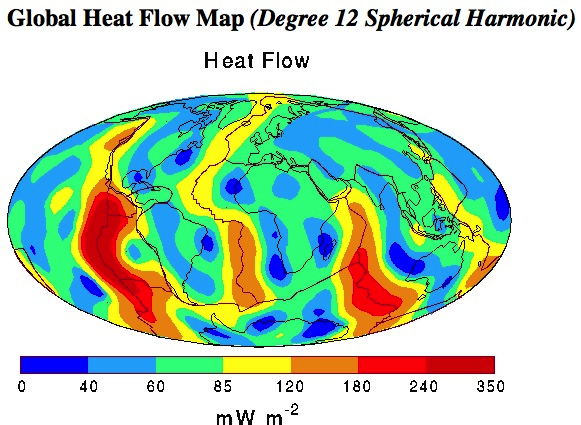 Global Heat Flow Map (Degree 12 Spherical Harmonic)
Heat Flow
0 40 60 85 120 180 240 350
mW m-2